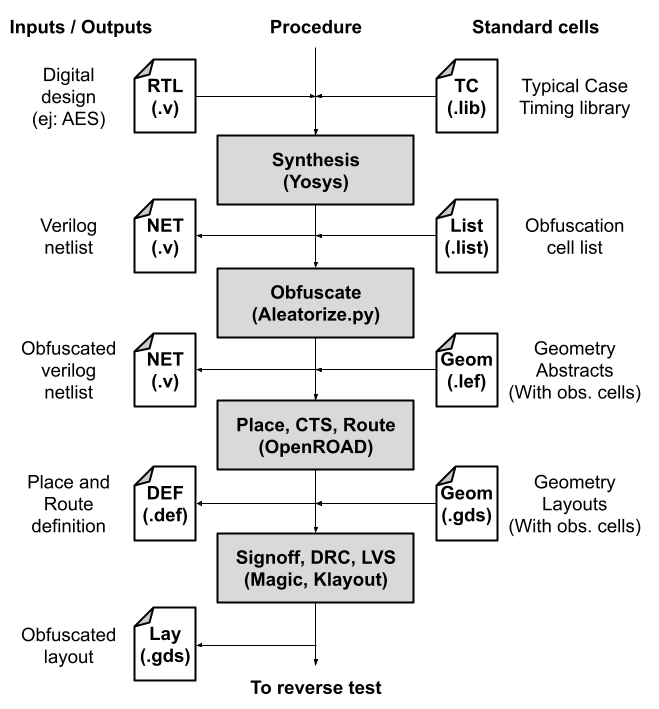 Inputs / Outputs
Procedure
Standard cells
Digital
design
(ej: AES)
RTL
(.v)
TC
(.lib)
Typical Case
Timing library
Synthesis
(Yosys)
Verilog
netlist
NET
(.v)
List
(.list)
Obfuscation
cell list
Obfuscate
(Aleatorize.py)
Obfuscated
verilog
netlist
NET
(.v)
Geom
(.lef)
Geometry
Abstracts
(With obs. cells)
Place, CTS, Route
(OpenROAD)
Place and
Route
definition
DEF
(.def)
Geom
(.gds)
Geometry
Layouts
(With obs. cells)
Signoff, DRC, LVS
(Magic, Klayout)
Obfuscated
layout
Lay
(.gds)
To reverse test